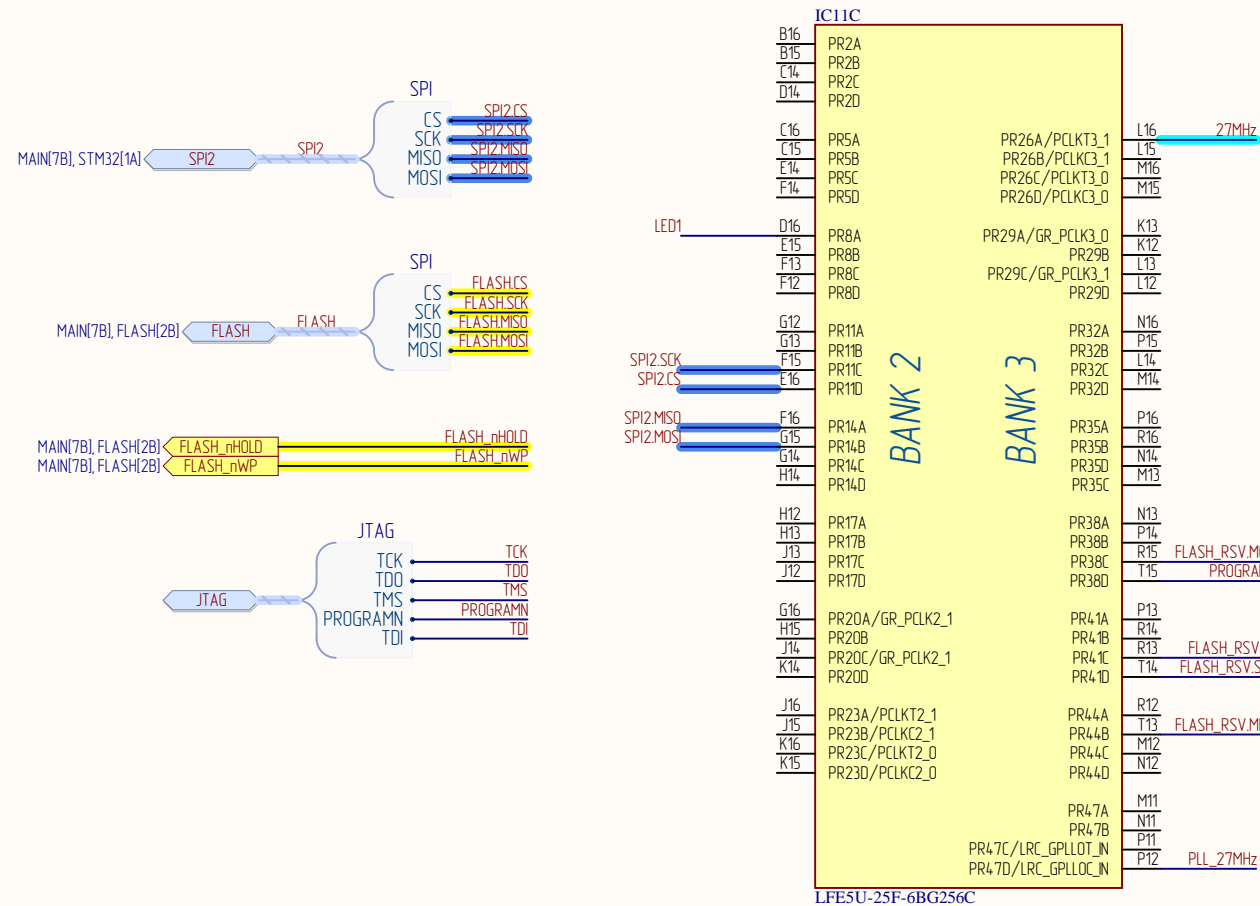 SPI
CS SPI2.CS
SCK SPI2.SCK
MAIN[7B], STM32[1A] SPI2 SPI2 MISO SPI2.MISO
MOSI SPI2.MOSI
SPI
CS FLASH.CS
SCK FLASH.SCK
MAIN[7B], FLASH[2B] FLASH FLASH MISO FLASH.MISO
MOSI FLASH.MOSI
MAIN[7B], FLASH[2B] FLASH_nHOLD FLASH_nHOLD
MAIN[7B], FLASH[2B] FLASH_nWP FLASH_nWP
JTAG
TCK TCK
TDO TDO
JTAG TMS TMS
PROGRAMN PROGRAMN
TDI TDI
IC11C
B16 PR2A
B15 PR2B
C14 PR2C
D14 PR2D
C16 PR5A PR26A/PCLKT3_1 L16 27MHz
C15 PR5B PR26B/PCLKC3_1 L15
E14 PR5C PR26C/PCLKT3_0 M16
F14 PR5D PR26D/PCLKC3_0 M15
LED1 D16 PR8A PR29A/GR_PCLK3_0 K13
E15 PR8B PR29B K12
F13 PR8C PR29C/GR_PCLK3_1 L13
F12 PR8D PR29D L12
G12 PR11A PR32A N16
G13 PR11B PR32B P15
SPI2.SCK F15 PR11C PR32C L14
SPI2.CS E16 PR11D PR32D M14
BANK 2 BANK 3
SPI2.MISO F16 PR14A PR35A P16
SPI2.MOSI G15 PR14B PR35B R16
G14 PR14C PR35D N14
H14 PR14D PR35C M13
H12 PR17A PR38A N13
H13 PR17B PR38B P14
J13 PR17C PR38C R15 FLASH_RSV.M
J12 PR17D PR38D T15 PROGRA
G16 PR20A/GR_PCLK2_1 PR41A P13
H15 PR20B PR41B R14
J14 PR20C/GR_PCLK2_1 PR41C R13 FLASH_RSV
K14 PR20D PR41D T14 FLASH_RSV.S
J16 PR23A/PCLKT2_1 PR44A R12
J15 PR23B/PCLKC2_1 PR44B T13 FLASH_RSV.M
K16 PR23C/PCLKT2_0 PR44C M12
K15 PR23D/PCLKC2_0 PR44D N12
PR47A M11
PR47B N11
PR47C/LRC_GPLL0T_IN P11
PR47D/LRC_GPLL0C_IN P12 PLL_27MHz
LFE5U-25F-6BG256C